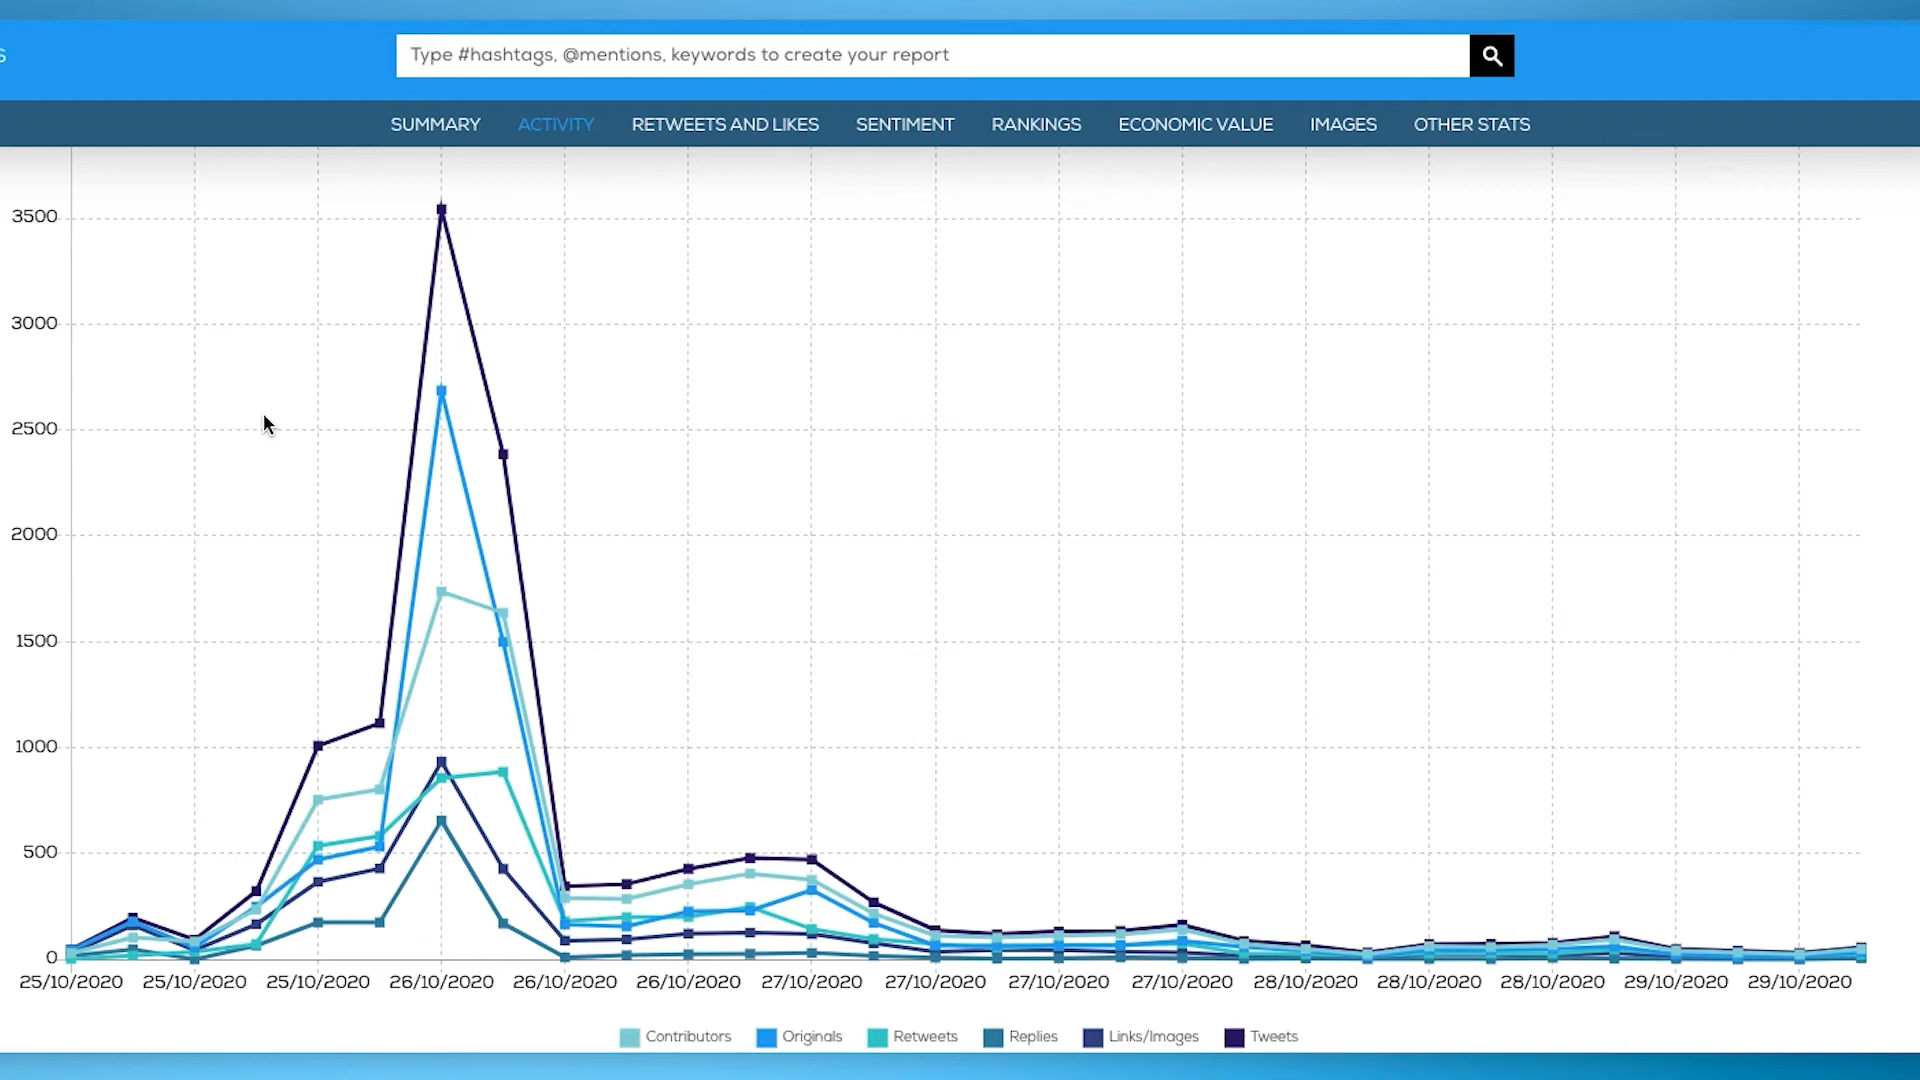 S
Type #hashtags, @mentions, keywords to create your report
SUMMARY ACTIVITY RETWEETS AND LIKES SENTIMENT RANKINGS ECONOMIC VALUE IMAGES OTHER STATS
3500
3000
2500
2000
1500
1000
500
0
25/10/2020 25/10/2020 25/10/2020 26/10/2020 26/10/2020 26/10/2020 27/10/2020 27/10/2020 27/10/2020 27/10/2020 28/10/2020 28/10/2020 28/10/2020 29/10/2020 29/10/2020
Contributors Originals Retweets Replies Links/Images Tweets